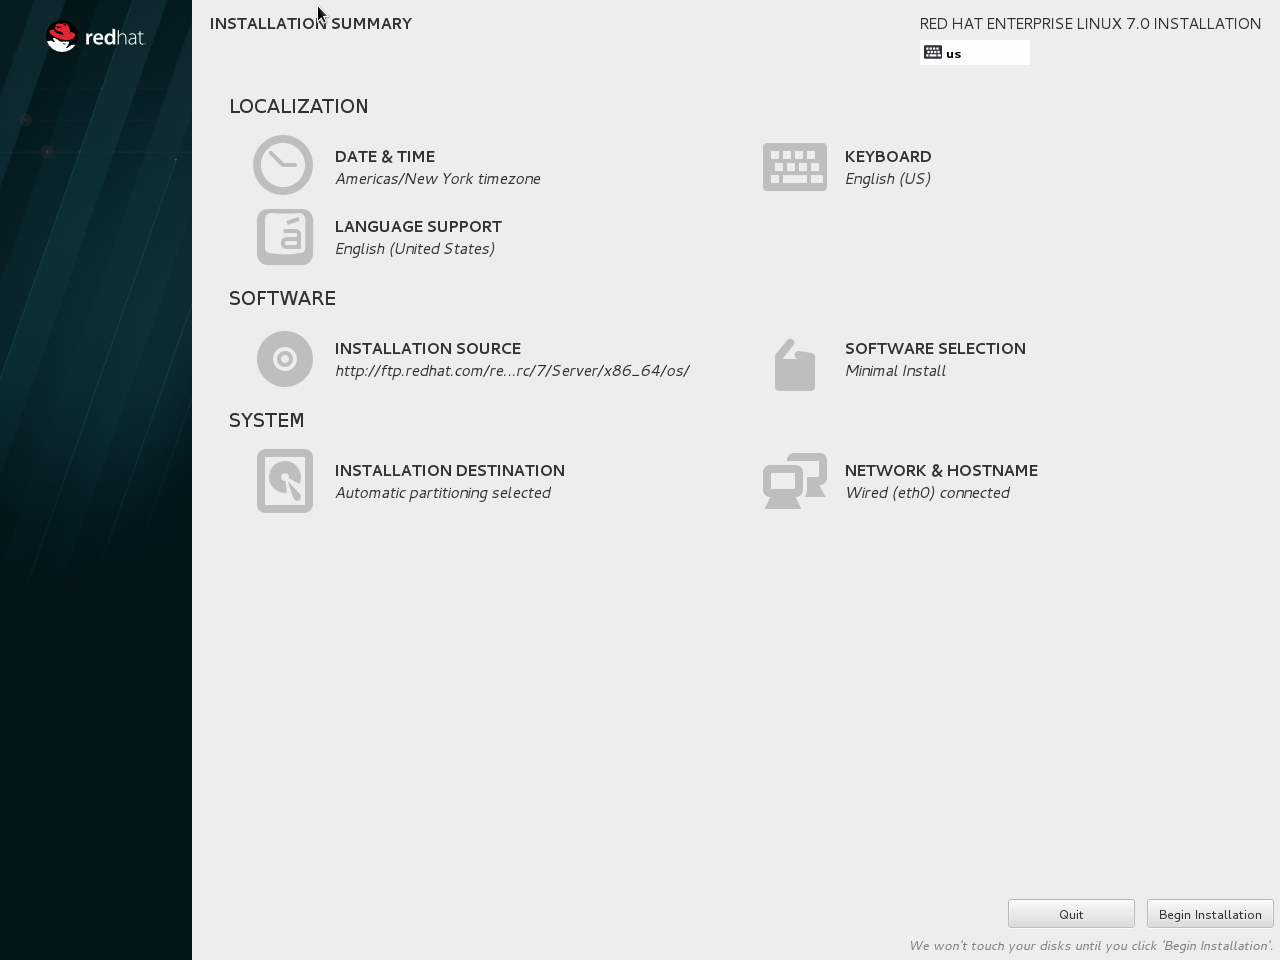 redhat.
INSTALLATION SUMMARY
RED HAT ENTERPRISE LINUX 7.0 INSTALLATION
us
LOCALIZATION
DATE & TIME
Americas/New York timezone
KEYBOARD
English (US)
LANGUAGE SUPPORT
English (United States)
SOFTWARE
INSTALLATION SOURCE
http://ftp.redhat.com/re...rc/7/Server/x86_64/os/
SOFTWARE SELECTION
Minimal Install
SYSTEM
INSTALLATION DESTINATION
Automatic partitioning selected
NETWORK & HOSTNAME
Wired (eth0) connected
Quit
Begin Installation
We won't touch your disks until you click 'Begin Installation'.